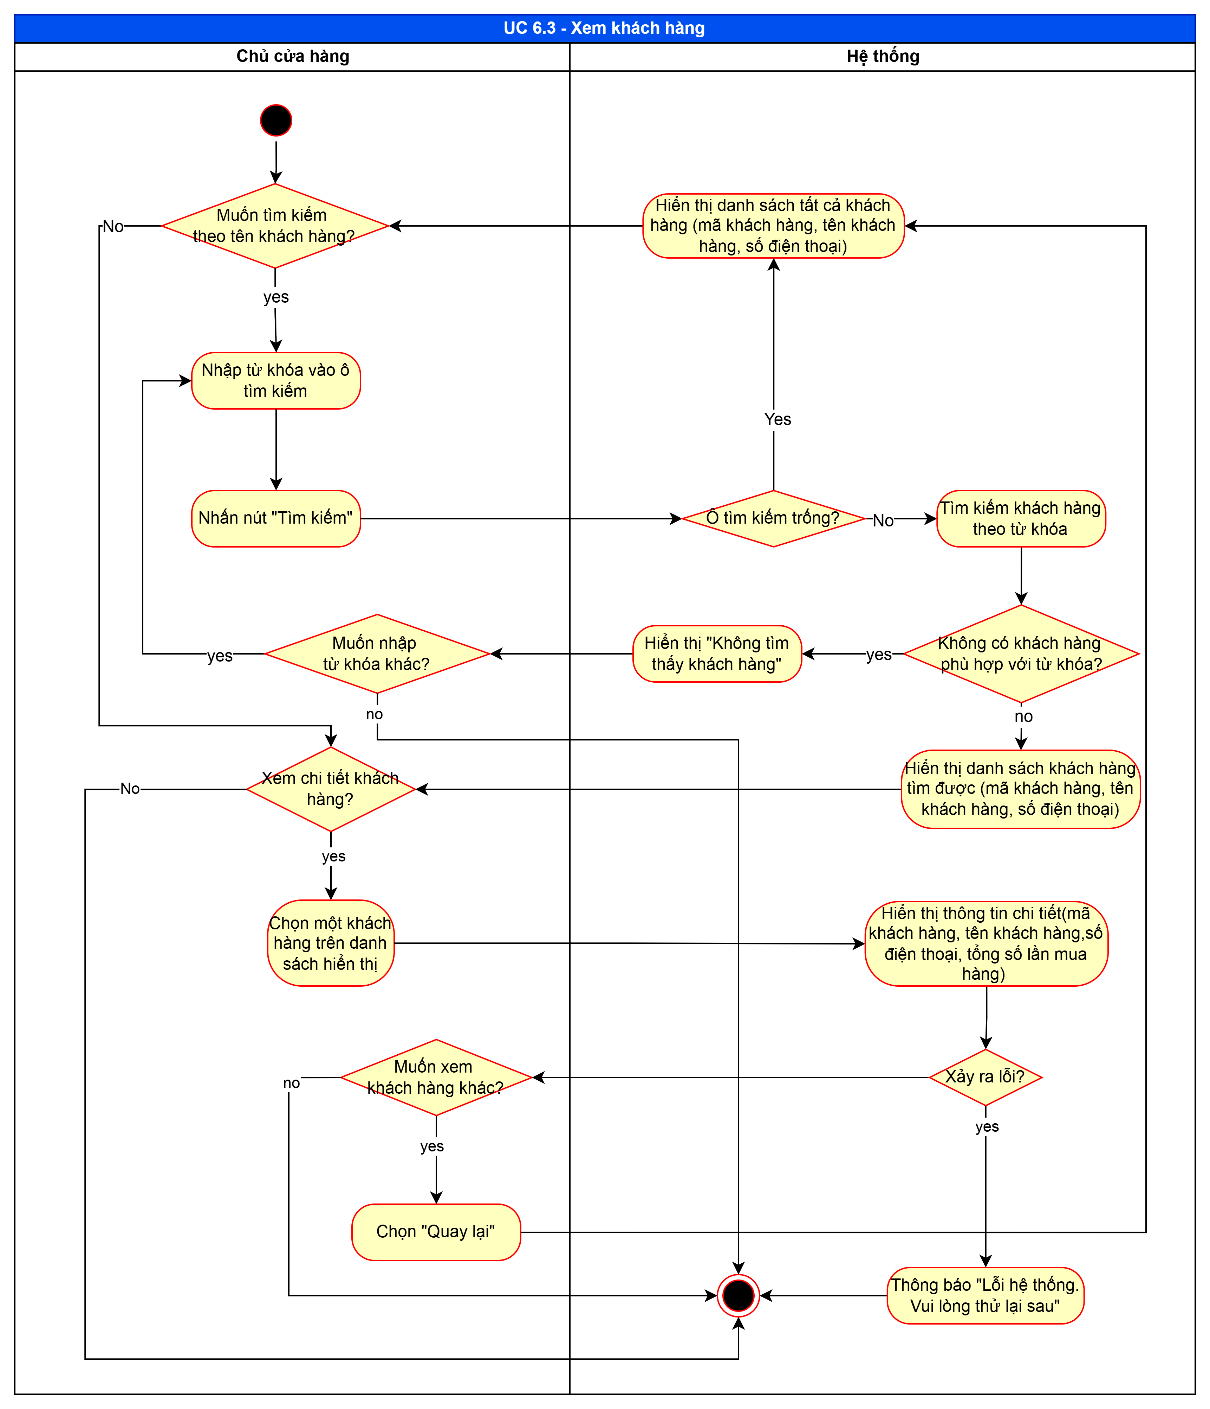 UC 6.3 - Xem khách hàng
Chủ cửa hàng
Hệ thống
Muốn tìm kiếm
theo tên khách hàng?
No
yes
Hiển thị danh sách tất cả khách
hàng (mã khách hàng, tên khách
hàng, số điện thoại)
Nhập từ khóa vào ô
tìm kiếm
Yes
Nhấn nút "Tìm kiếm"
Ô tìm kiếm trống?
No
Tìm kiếm khách hàng
theo từ khóa
Muốn nhập
từ khóa khác?
yes
no
Hiển thị "Không tìm
thấy khách hàng"
yes
Không có khách hàng
phù hợp với từ khóa?
no
Xem chi tiết khách
hàng?
No
yes
Hiển thị danh sách khách hàng
tìm được (mã khách hàng, tên
khách hàng, số điện thoại)
Chọn một khách
hàng trên danh
sách hiển thị
Hiển thị thông tin chi tiết(mã
khách hàng, tên khách hàng,số
điện thoại, tổng số lần mua
hàng)
Muốn xem
khách hàng khác?
no
yes
Xảy ra lỗi?
yes
Chọn "Quay lại"
Thông báo "Lỗi hệ thống.
Vui lòng thử lại sau"